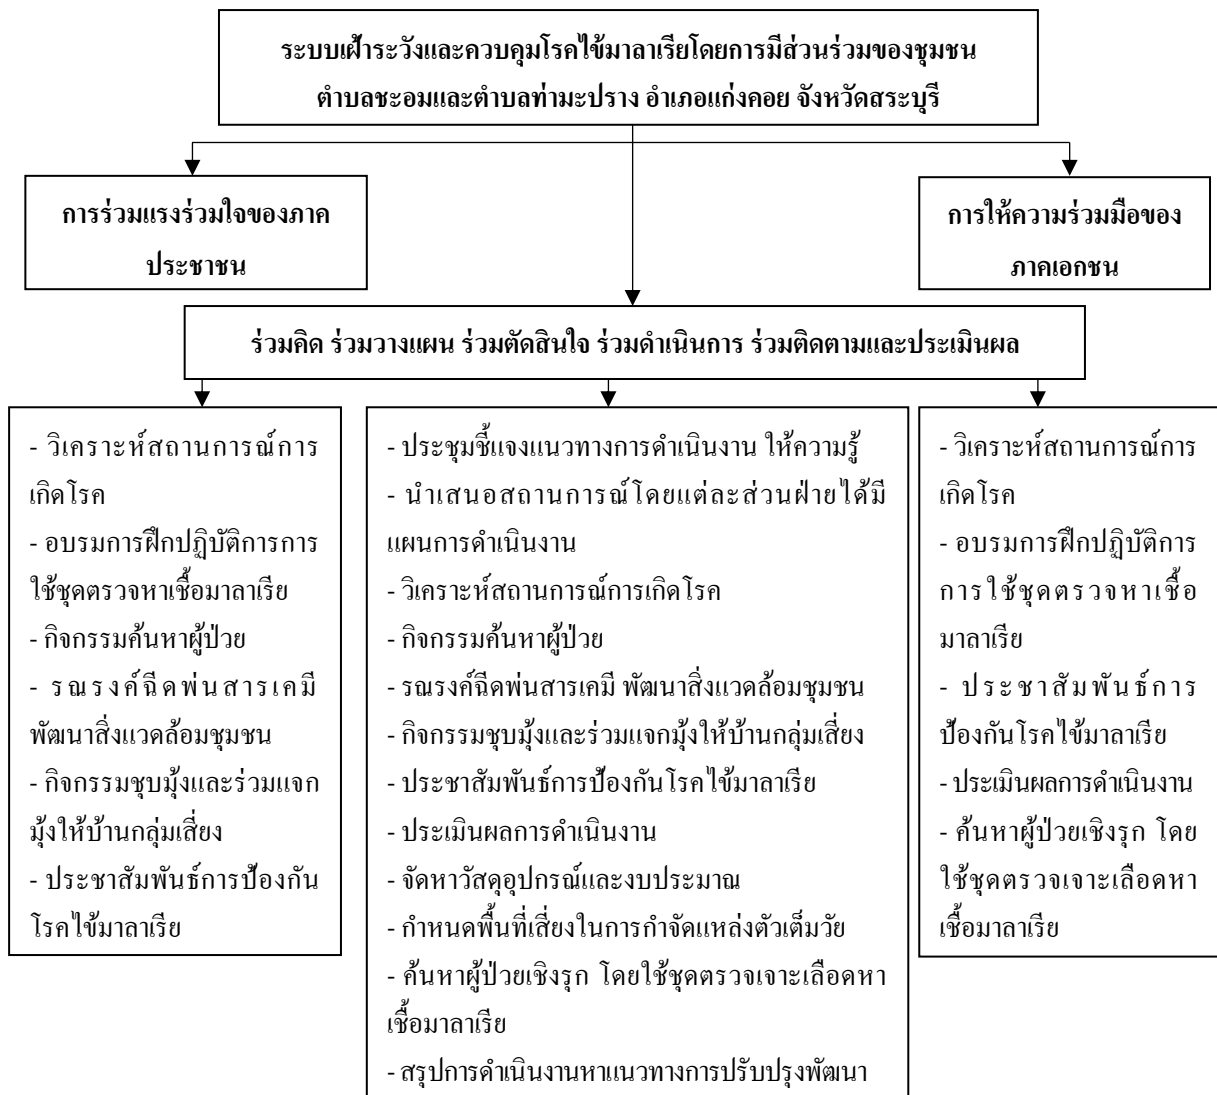 ระบบเฝ้าระวังและควบคุมโรคไข้มาลาเรียโดยการมีส่วนร่วมของชุมชน
ตำบลชะอมและตำบลท่ามะปราง อำเภอแก่งคอย จังหวัดสระบุรี
การร่วมแรงร่วมใจของภาค
ประชาชน
การให้ความร่วมมือของ
ภาคเอกชน
ร่วมคิด ร่วมวางแผน ร่วมตัดสินใจ ร่วมดำเนินการ ร่วมติดตามและประเมินผล
- วิเคราะห์สถานการณ์การ
เกิดโรค
- อบรมการฝึกปฏิบัติการการ
ใช้ชุดตรวจหาเชื้อมาลาเรีย
- กิจกรรมค้นหาผู้ป่วย
- รณรงค์ฉีดพ่นสารเคมี
พัฒนาสิ่งแวดล้อมชุมชน
- กิจกรรมชุบมุ้งและร่วมแจก
มุ้งให้บ้านกลุ่มเสี่ยง
- ประชาสัมพันธ์การป้องกัน
โรคไข้มาลาเรีย
- ประชุมชี้แจงแนวทางการดำเนินงาน ให้ความรู้
- นำเสนอสถานการณ์โดยแต่ละส่วนฝ่ายได้มี
แผนการดำเนินงาน
- วิเคราะห์สถานการณ์การเกิดโรค
- กิจกรรมค้นหาผู้ป่วย
- รณรงค์ฉีดพ่นสารเคมี พัฒนาสิ่งแวดล้อมชุมชน
- กิจกรรมชุบมุ้งและร่วมแจกมุ้งให้บ้านกลุ่มเสี่ยง
- ประชาสัมพันธ์การป้องกันโรคไข้มาลาเรีย
- ประเมินผลการดำเนินงาน
- จัดหาวัสดุอุปกรณ์และงบประมาณ
- กำหนดพื้นที่เสี่ยงในการกำจัดแหล่งตัวเต็มวัย
- ค้นหาผู้ป่วยเชิงรุก โดยใช้ชุดตรวจเจาะเลือดหา
เชื้อมาลาเรีย
- สรุปการดำเนินงานหาแนวทางการปรับปรุงพัฒนา
- วิเคราะห์สถานการณ์การ
เกิดโรค
- อบรมการฝึกปฏิบัติการ
การใช้ชุดตรวจหาเชื้อ
มาลาเรีย
- ประชาสัมพันธ์การ
ป้องกันโรคไข้มาลาเรีย
- ประเมินผลการดำเนินงาน
- ค้นหาผู้ป่วยเชิงรุก โดย
ใช้ชุดตรวจเจาะเลือดหา
เชื้อมาลาเรีย